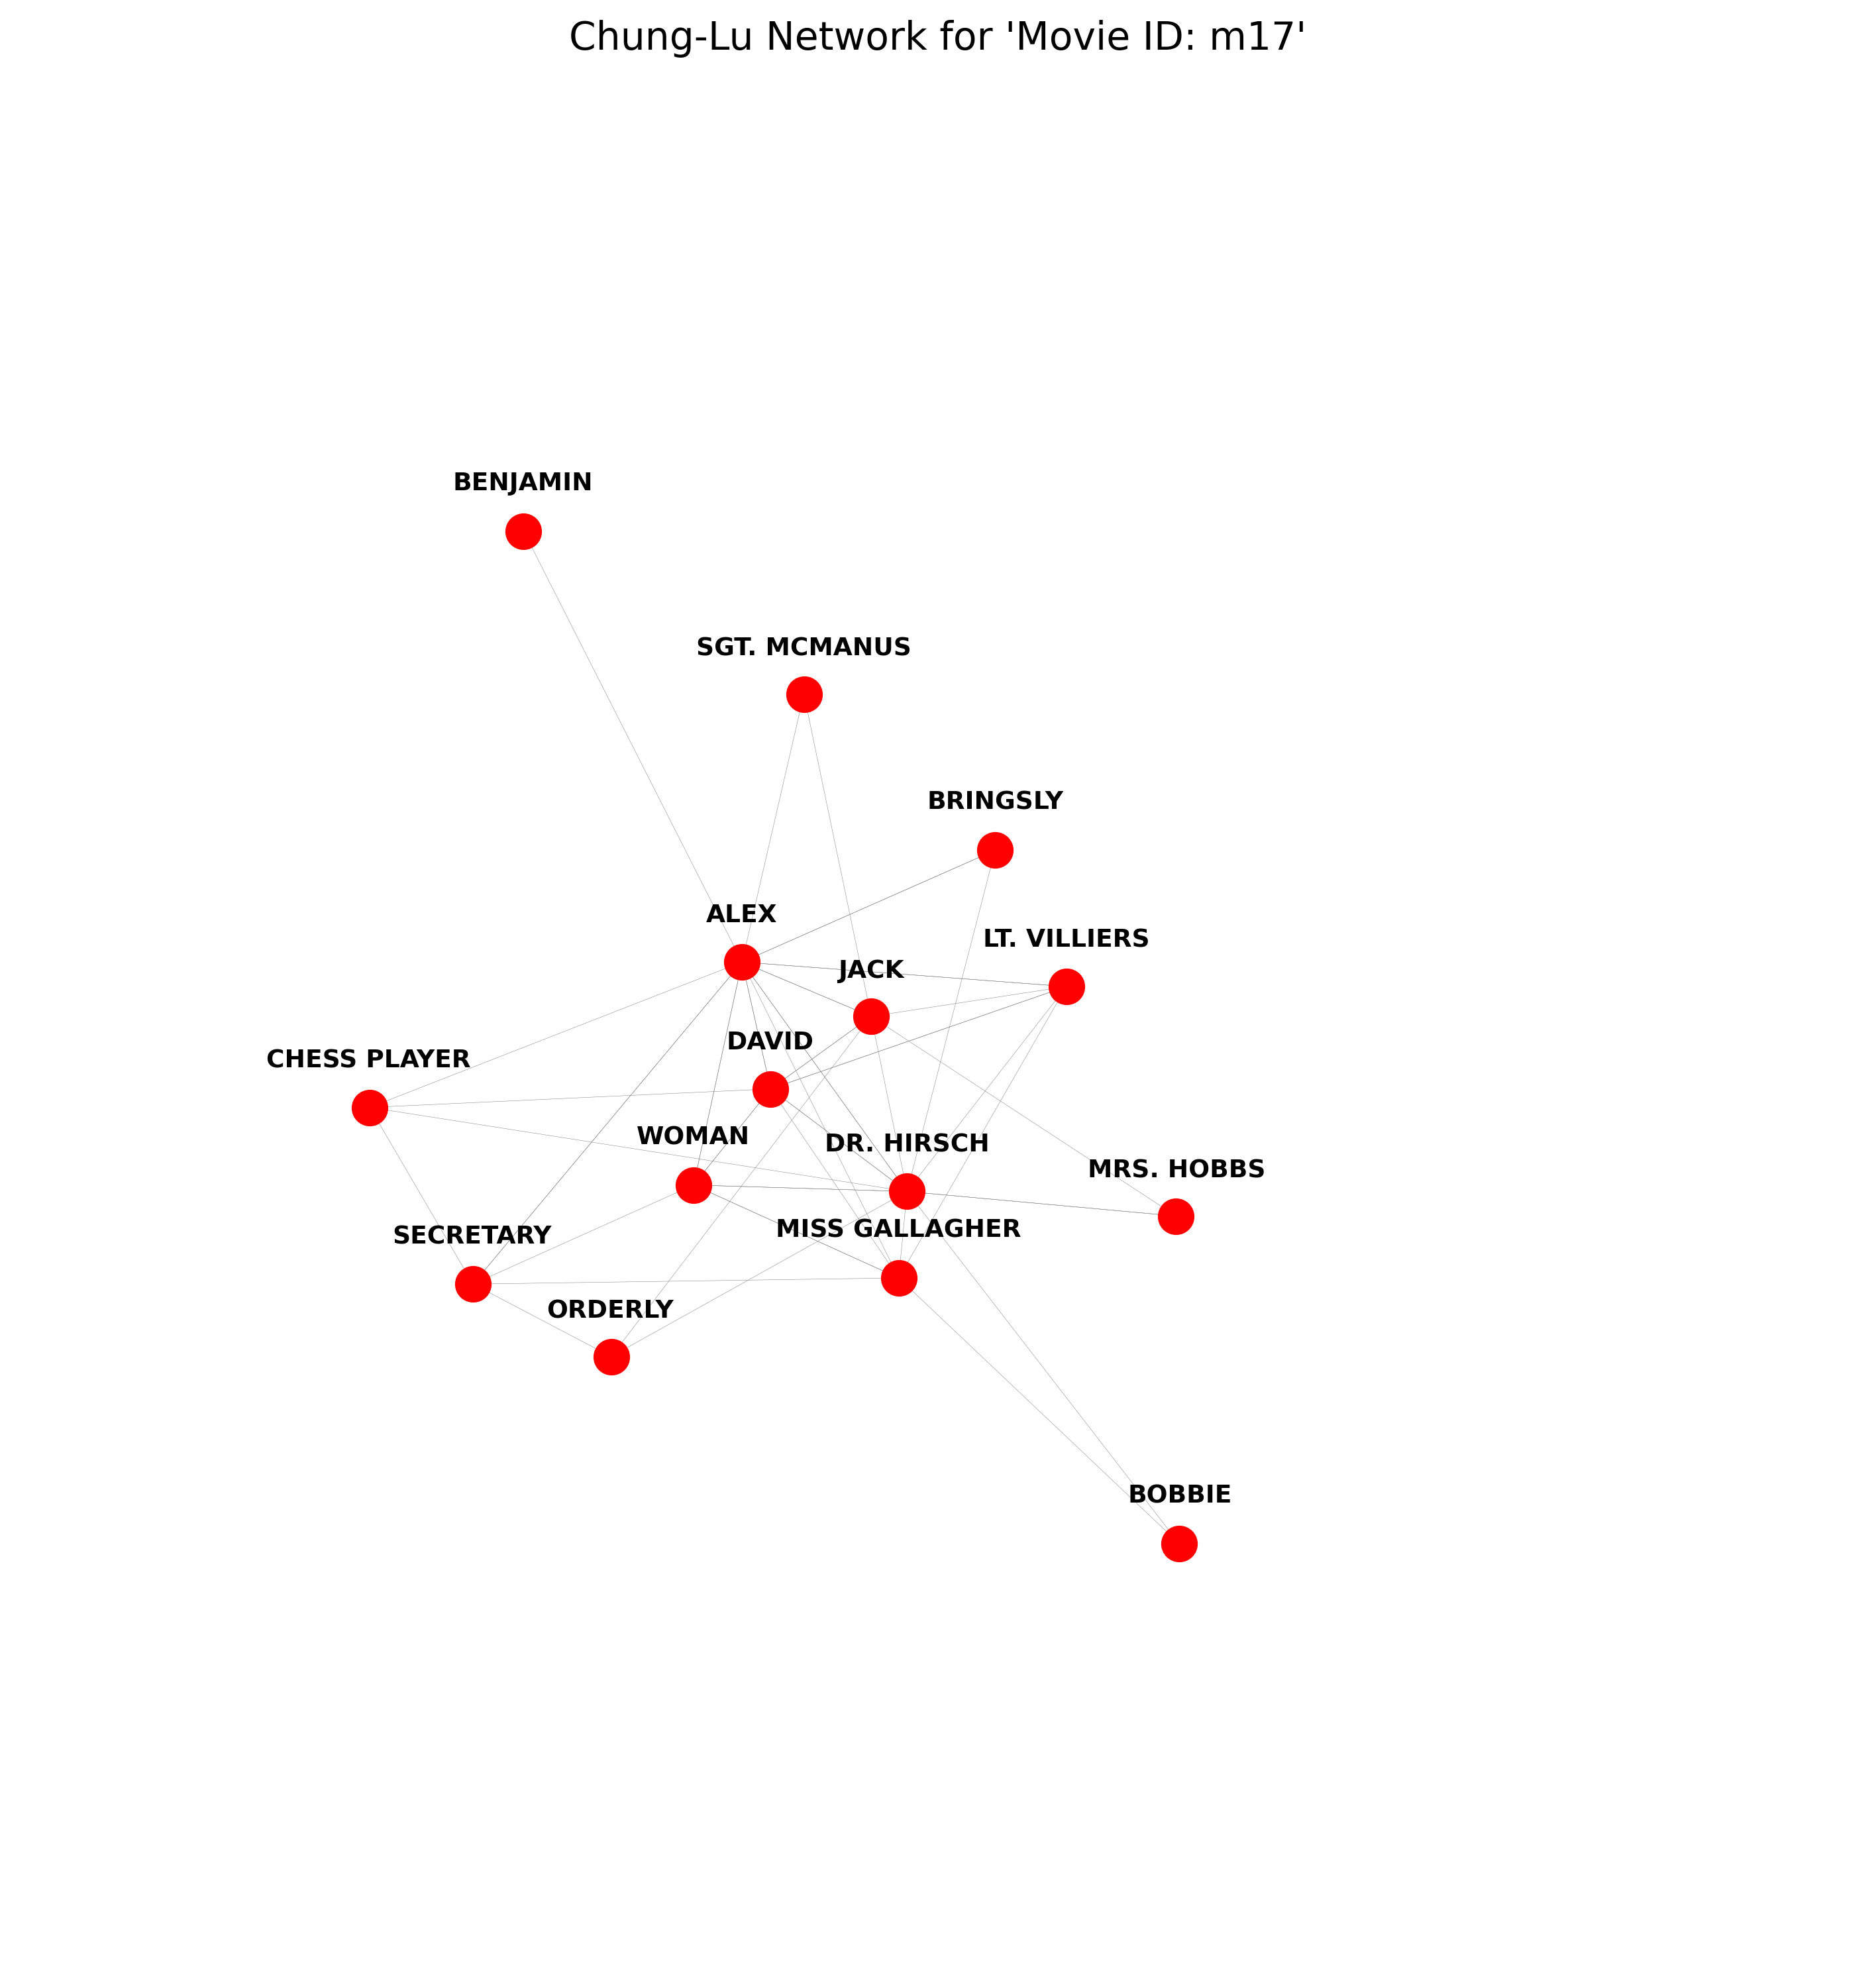 Chung-Lu Network for 'Movie ID: m17'
BENJAMIN
SGT. MCMANUS
BRINGSLY
ALEX
LT. VILLIERS
JACK
DAVID
CHESS PLAYER
WOMAN
DR. HIRSCH
MRS. HOBBS
MISS GALLAGHER
SECRETARY
ORDERLY
BOBBIE